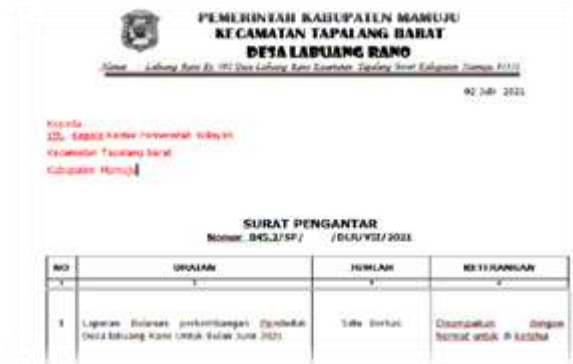 PEMERINTAH KABUPATEN MAMUJU
KECAMATAN TAPALANG BARAT
DESA LABUANG RANO
02 Juli 2021
Kepada
Yth. Kepala Kantor Pemerintah Wilayah
Kecamatan Tapalang Barat
Kabupaten Mamuju
SURAT PENGANTAR
Nomor 045.2/SP/ /DLR/VII/2021
NO URAIAN JUMLAH KETERANGAN
1 Laporan Bulanan perkembangan Penduduk Satu Berkas Disampaikan dengan
Desa Labuang Rano Untuk Bulan Juni 2021 hormat untuk di ketahui